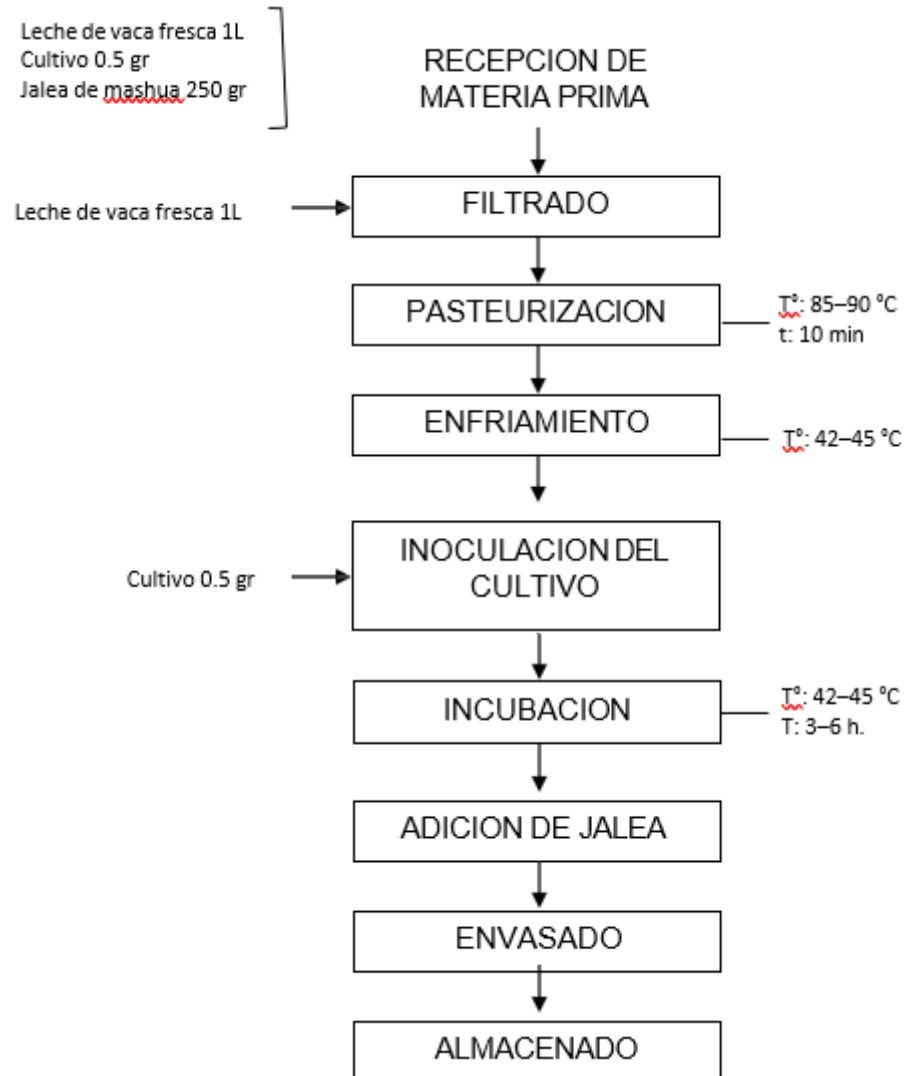 Leche de vaca fresca 1L
Cultivo 0.5 gr
Jalea de mashua 250 gr
RECEPCION DE
MATERIA PRIMA
Leche de vaca fresca 1L
FILTRADO
PASTEURIZACION
T°: 85–90 °C
t: 10 min
ENFRIAMIENTO
T°: 42–45 °C
Cultivo 0.5 gr
INOCULACION DEL
CULTIVO
INCUBACION
T°: 42–45 °C
T: 3–6 h.
ADICION DE JALEA
ENVASADO
ALMACENADO